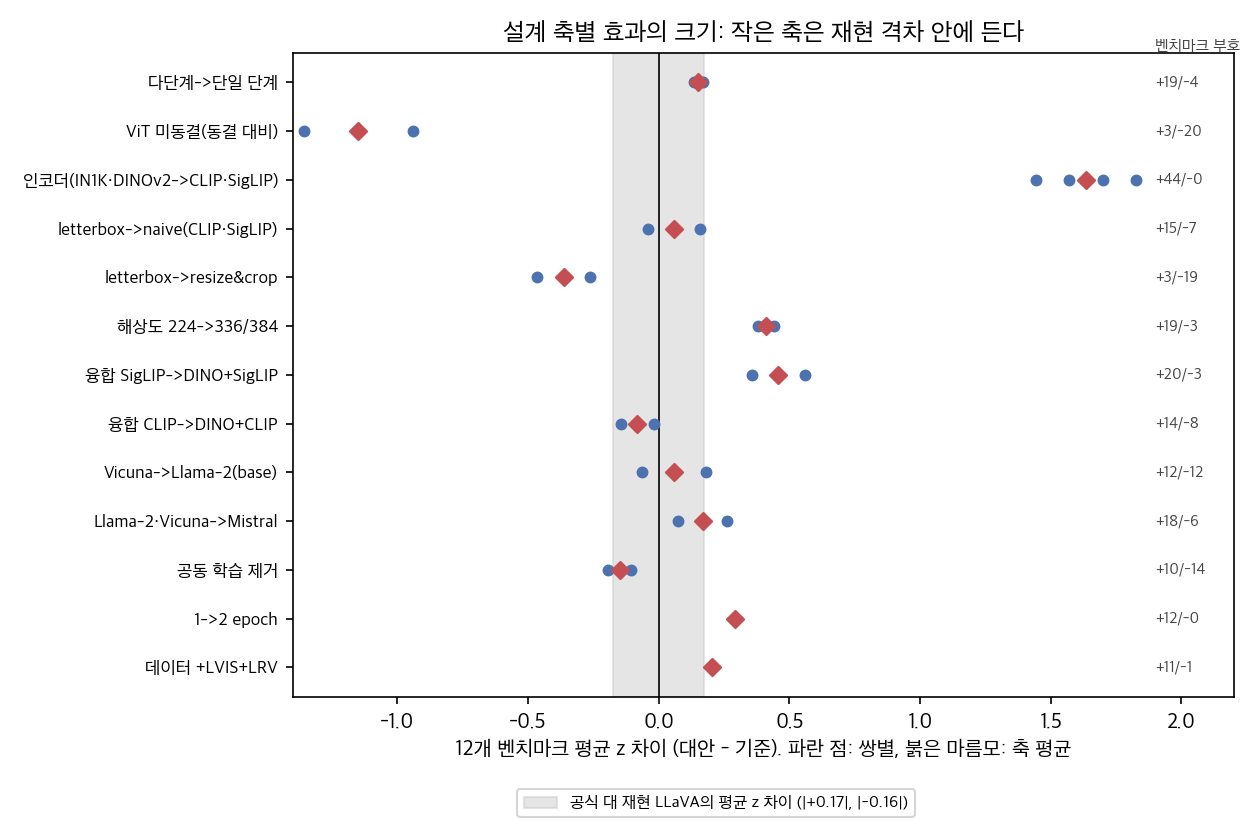 설계 축별 효과의 크기: 작은 축은 재현 격차 안에 든다
벤치마크 부호
다단계->단일 단계 +19/-4
ViT 미동결(동결 대비) +3/-20
인코더(IN1K·DINOv2->CLIP·SigLIP) +44/-0
letterbox->naive(CLIP·SigLIP) +15/-7
letterbox->resize&crop +3/-19
해상도 224->336/384 +19/-3
융합 SigLIP->DINO+SigLIP +20/-3
융합 CLIP->DINO+CLIP +14/-8
Vicuna->Llama-2(base) +12/-12
Llama-2·Vicuna->Mistral +18/-6
공동 학습 제거 +10/-14
1->2 epoch +12/-0
데이터 +LVIS+LRV +11/-1
-1.0 -0.5 0.0 0.5 1.0 1.5 2.0
12개 벤치마크 평균 z 차이 (대안 - 기준). 파란 점: 쌍별, 붉은 마름모: 축 평균
공식 대 재현 LLaVA의 평균 z 차이 (|+0.17|, |-0.16|)